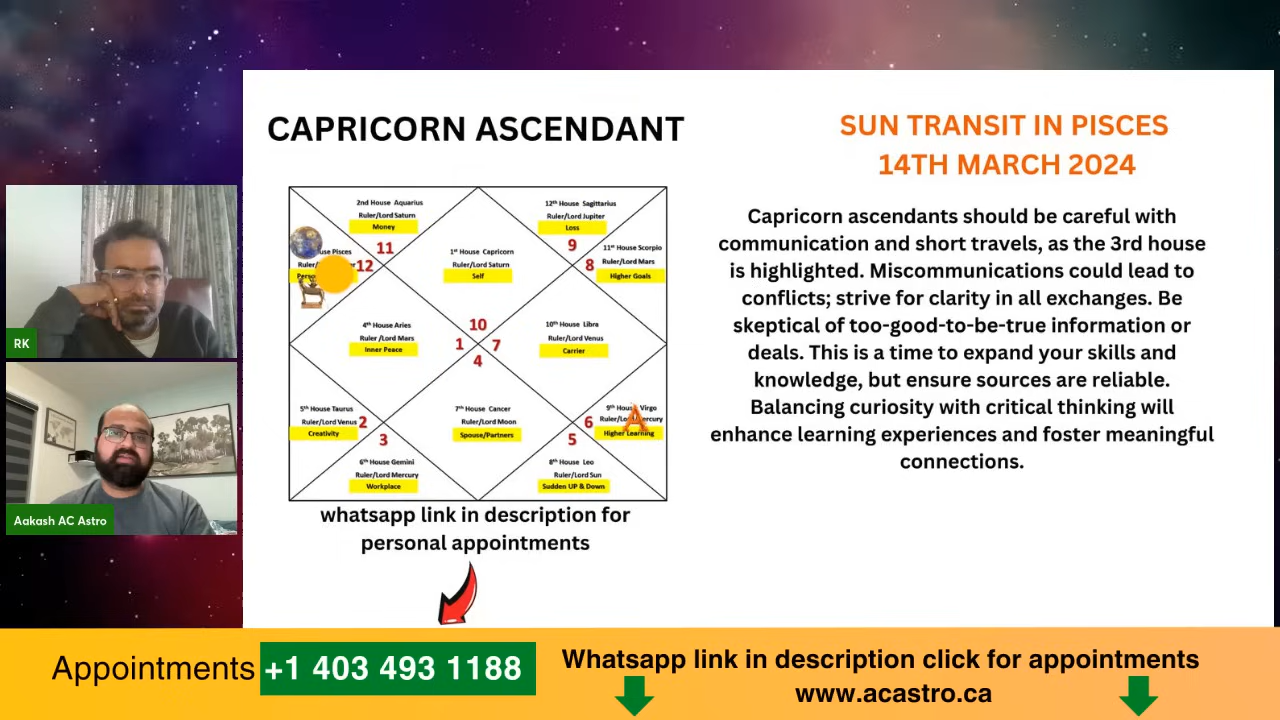 CAPRICORN ASCENDANT
SUN TRANSIT IN PISCES
14TH MARCH 2024
Capricorn ascendants should be careful with
communication and short travels, as the 3rd house
is highlighted. Miscommunications could lead to
conflicts; strive for clarity in all exchanges. Be
skeptical of too-good-to-be-true information or
deals. This is a time to expand your skills and
knowledge, but ensure sources are reliable.
Balancing curiosity with critical thinking will
enhance learning experiences and foster meaningful
connections.
2nd House Aquarius
Ruler/Lord Saturn
Money
11
12th House Sagittarius
Ruler/Lord Jupiter
Loss
9
Pisces
12
1st House Capricorn
Ruler/Lord Saturn
Self
11th House Scorpio
Ruler/Lord Mars
Higher Goals
8
4th House Aries
Ruler/Lord Mars
Inner Peace
10
1
7
4
10th House Libra
Ruler/Lord Venus
Carrier
5th House Taurus
Ruler/Lord Venus
Creativity
2
3
7th House Cancer
Ruler/Lord Moon
Spouse/Partners
6
5
9th House Virgo
Higher Learning
6th House Gemini
Ruler/Lord Mercury
Workplace
8th House Leo
Ruler/Lord Sun
Sudden UP & Down
whatsapp link in description for
personal appointments
RK
Aakash AC Astro
Appointments +1 403 493 1188
Whatsapp link in description click for appointments
www.acastro.ca